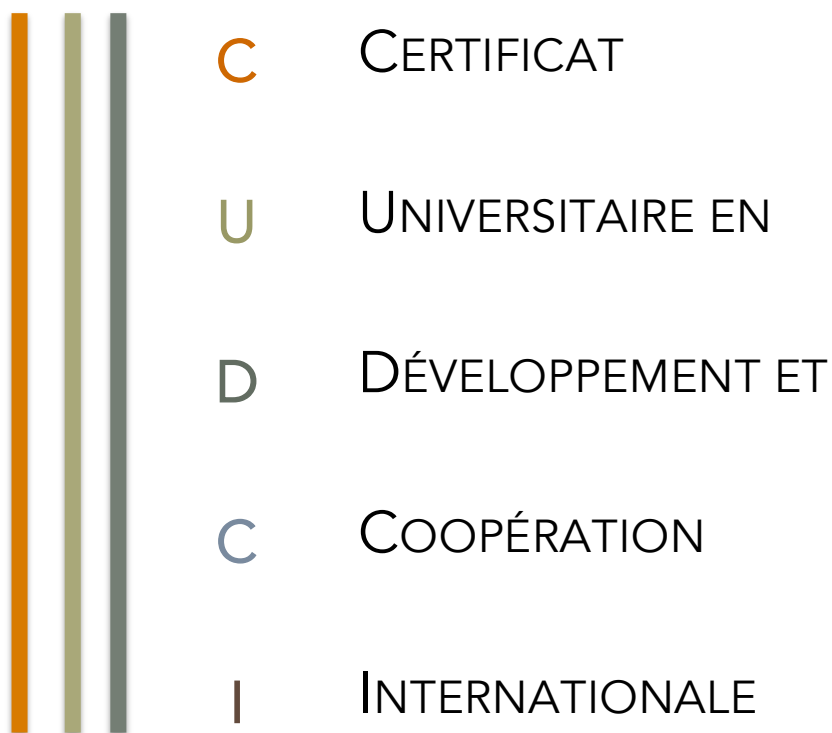 C CERTIFICAT
U UNIVERSITAIRE EN
D DÉVELOPPEMENT ET
C COOPÉRATION
I INTERNATIONALE